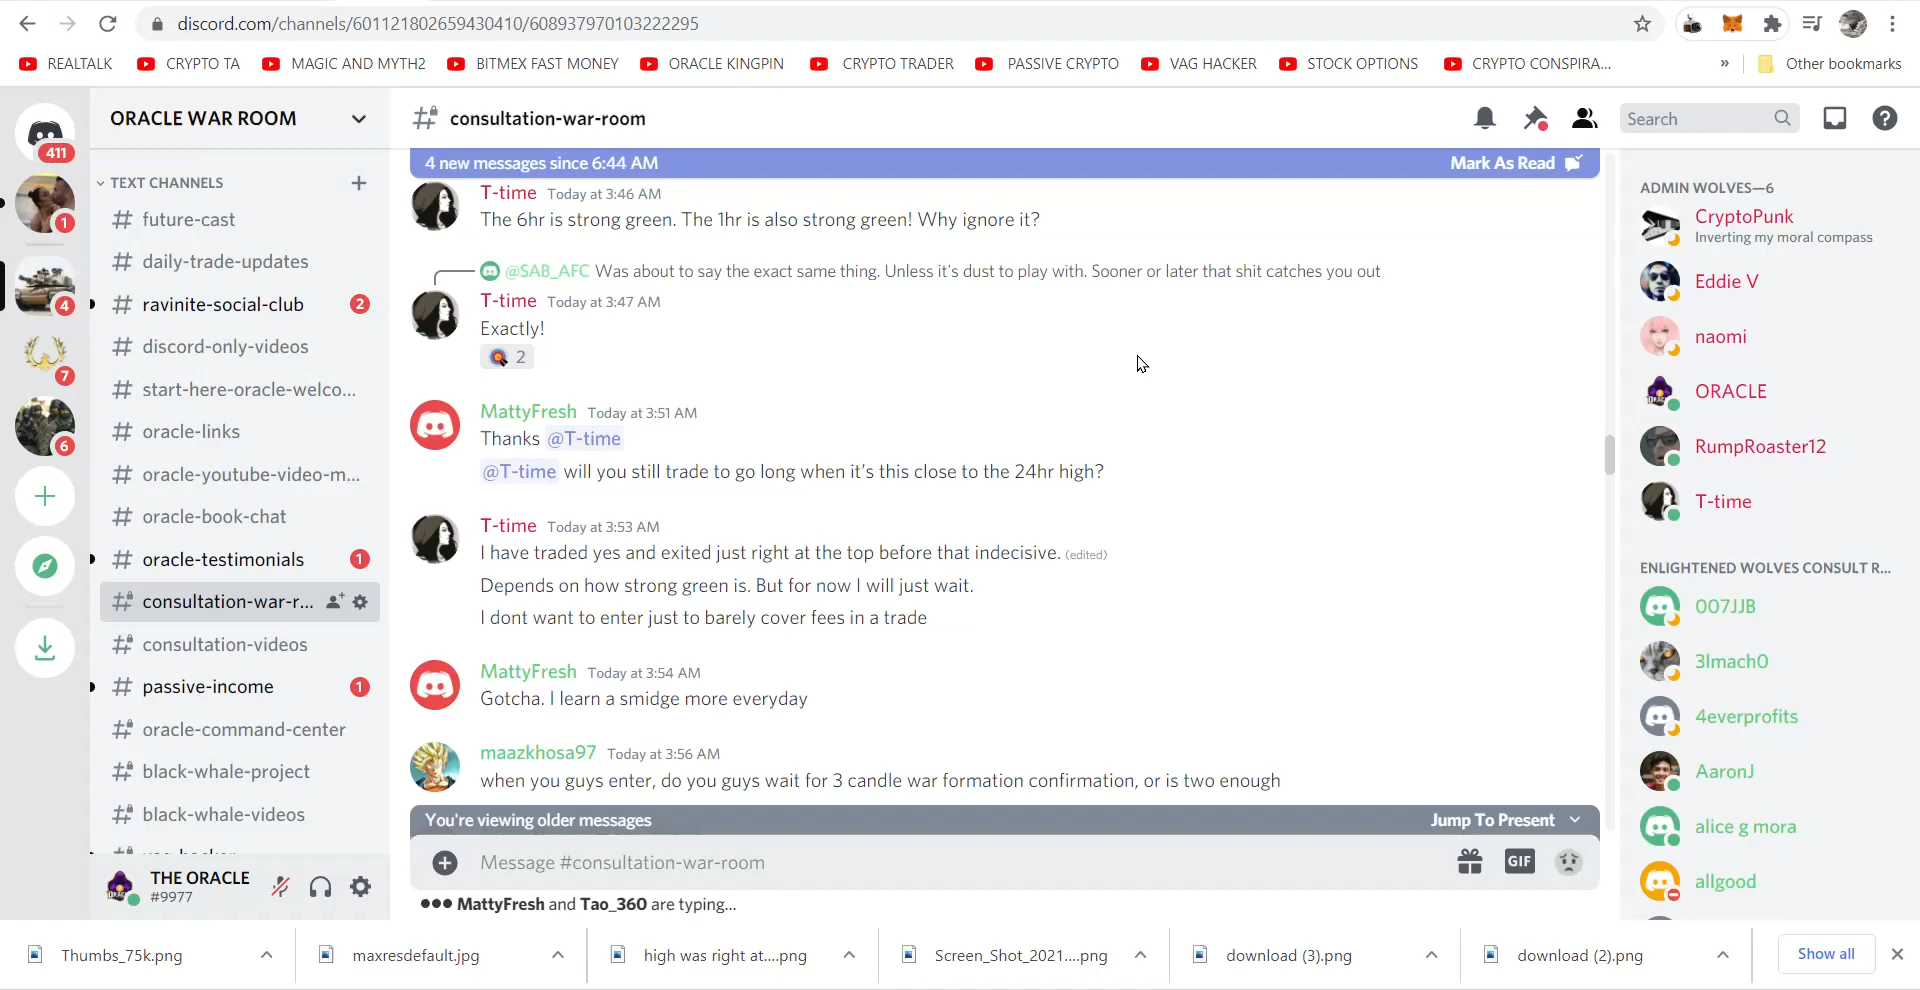 discord.com/channels/601121802659430410/608937970103222295
REALTALK CRYPTO TA MAGIC AND MYTH2 BITMEX FAST MONEY ORACLE KINGPIN CRYPTO TRADER PASSIVE CRYPTO VAG HACKER STOCK OPTIONS CRYPTO CONSPIRA... » Other bookmarks
411
1
4
7
6
ORACLE WAR ROOM
TEXT CHANNELS
# future-cast
# daily-trade-updates
# ravinite-social-club 2
# discord-only-videos
# start-here-oracle-welco...
# oracle-links
# oracle-youtube-video-m...
# oracle-book-chat
# oracle-testimonials 1
# consultation-war-r...
# consultation-videos
# passive-income 1
# oracle-command-center
# black-whale-project
# black-whale-videos
THE ORACLE
#9977
# consultation-war-room
Search
4 new messages since 6:44 AM Mark As Read
T-time Today at 3:46 AM
The 6hr is strong green. The 1hr is also strong green! Why ignore it?
@SAB_AFC Was about to say the exact same thing. Unless it's dust to play with. Sooner or later that shit catches you out
T-time Today at 3:47 AM
Exactly!
2
MattyFresh Today at 3:51 AM
Thanks @T-time
@T-time will you still trade to go long when it's this close to the 24hr high?
T-time Today at 3:53 AM
I have traded yes and exited just right at the top before that indecisive. (edited)
Depends on how strong green is. But for now I will just wait.
I dont want to enter just to barely cover fees in a trade
MattyFresh Today at 3:54 AM
Gotcha. I learn a smidge more everyday
maazkhosa97 Today at 3:56 AM
when you guys enter, do you guys wait for 3 candle war formation confirmation, or is two enough
You're viewing older messages Jump To Present
Message #consultation-war-room
GIF
MattyFresh and Tao_360 are typing...
ADMIN WOLVES—6
CryptoPunk
Inverting my moral compass
Eddie V
naomi
ORACLE
RumpRoaster12
T-time
ENLIGHTENED WOLVES CONSULT R...
007JJB
3lmach0
4everprofits
AaronJ
alice g mora
allgood
Thumbs_75k.png maxresdefault.jpg high was right at....png Screen_Shot_2021....png download (3).png download (2).png Show all